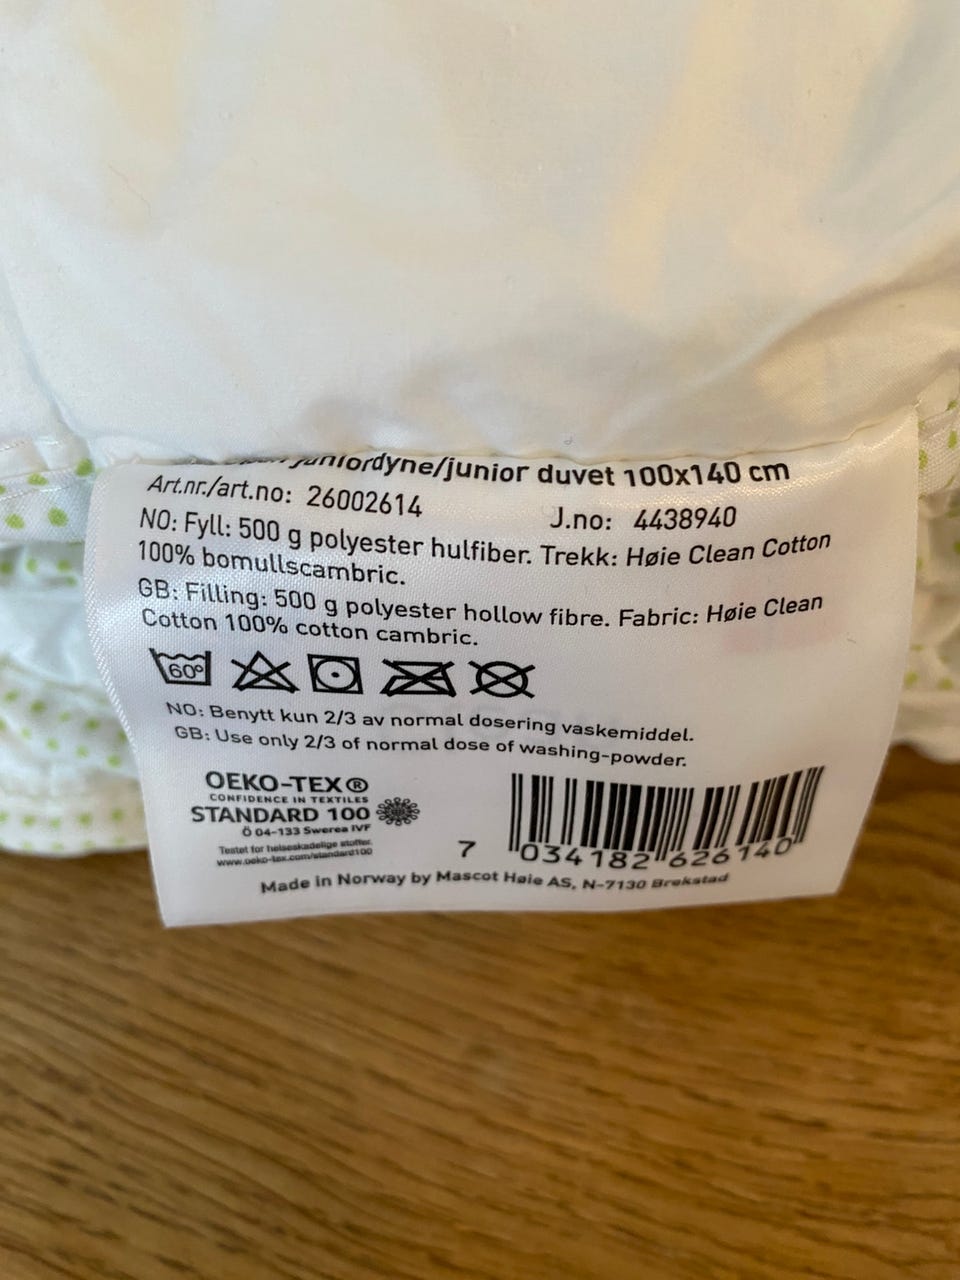 juniordyne/junior duvet 100x140 cm
Art.nr./art.no: 26002614 J.no: 4438940
NO: Fyll: 500 g polyester hulfiber. Trekk: Høie Clean Cotton
100% bomullscambric.
GB: Filling: 500 g polyester hollow fibre. Fabric: Høie Clean
Cotton 100% cotton cambric.
60°
NO: Benytt kun 2/3 av normal dosering vaskemiddel.
GB: Use only 2/3 of normal dose of washing-powder.
OEKO-TEX®
CONFIDENCE IN TEXTILES
STANDARD 100
Ö 04-133 Swerea IVF
Testet for helseskadelige stoffer.
www.oeko-tex.com/standard100
7 034182 626140
Made in Norway by Mascot Høie AS, N-7130 Brekstad